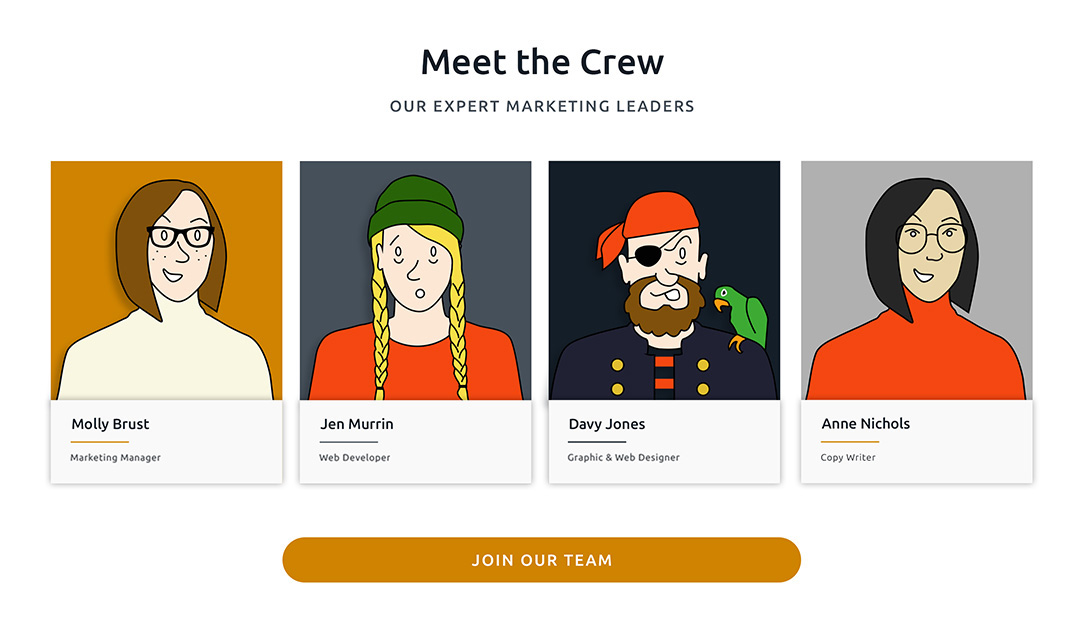 Meet the Crew
OUR EXPERT MARKETING LEADERS
Molly Brust
Marketing Manager
Jen Murrin
Web Developer
Davy Jones
Graphic & Web Designer
Anne Nichols
Copy Writer
JOIN OUR TEAM